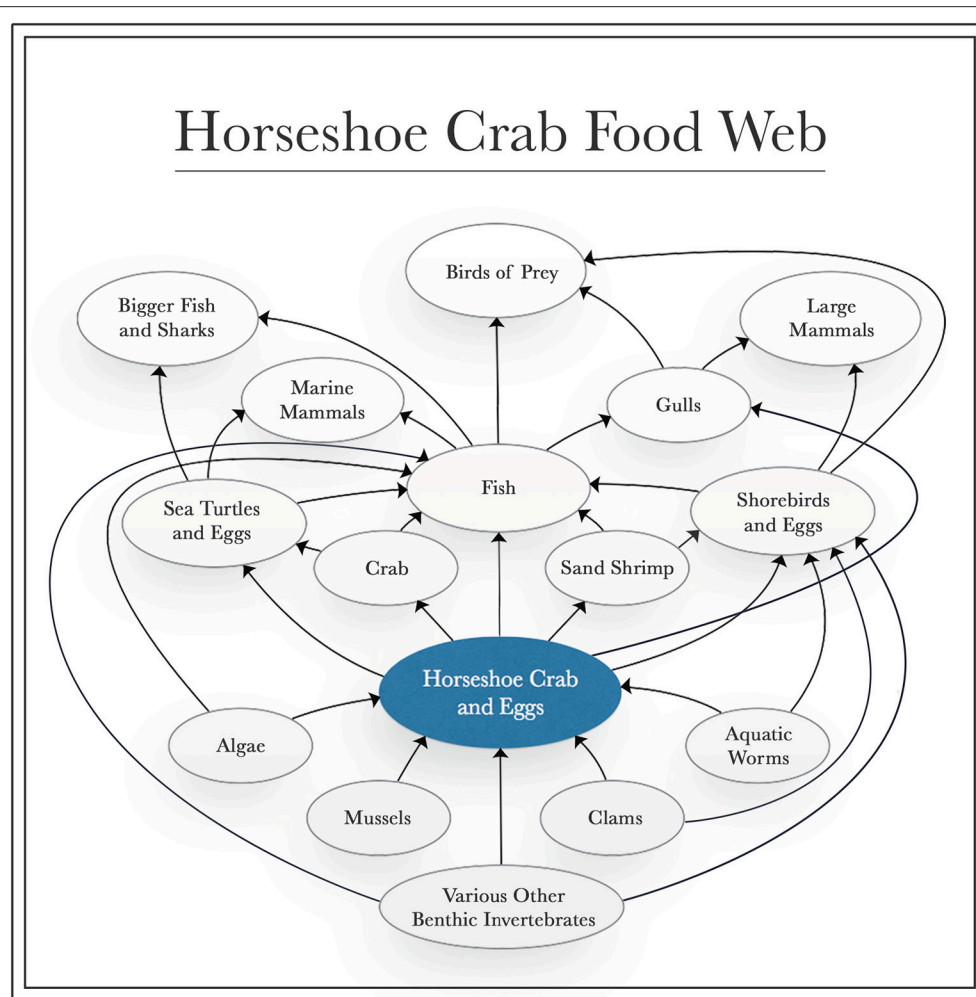 Horseshoe Crab Food Web
Birds of Prey
Bigger Fish
and Sharks
Large
Mammals
Marine
Mammals
Gulls
Fish
Sea Turtles
and Eggs
Shorebirds
and Eggs
Crab
Sand Shrimp
Horseshoe Crab
and Eggs
Algae
Aquatic
Worms
Mussels
Clams
Various Other
Benthic Invertebrates